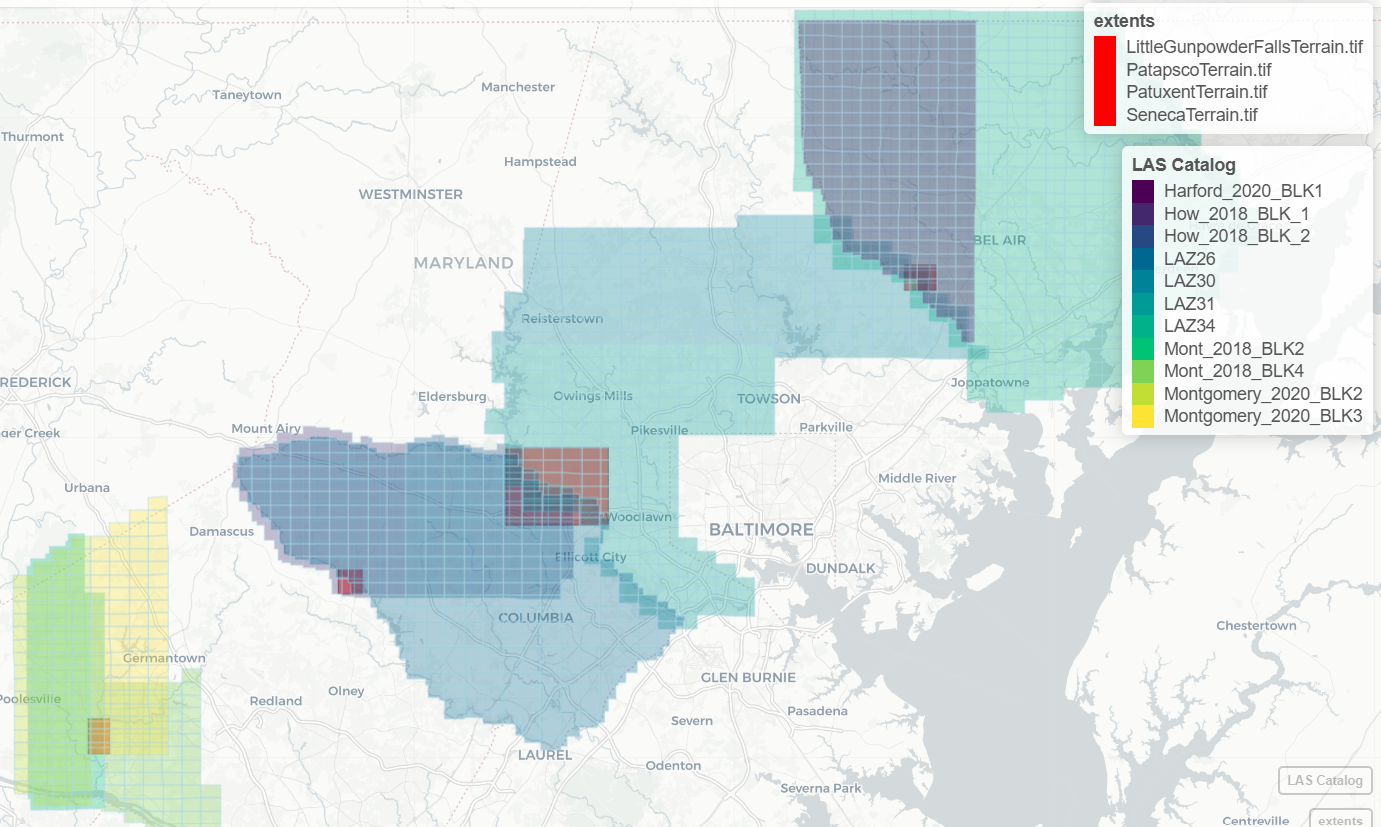 extents
LittleGunpowderFallsTerrain.tif
PatapscoTerrain.tif
PatuxentTerrain.tif
SenecaTerrain.tif
LAS Catalog
Harford_2020_BLK1
How_2018_BLK_1
How_2018_BLK_2
LAZ26
LAZ30
LAZ31
LAZ34
Mont_2018_BLK2
Mont_2018_BLK4
Montgomery_2020_BLK2
Montgomery_2020_BLK3
Manchester
Taneytown
Thurmont
Hampstead
WESTMINSTER
BEL AIR
MARYLAND
Reisterstown
REDERICK
Joppatowne
Eldersburg
Owings Mills
TOWSON
Mount Airy
Pikesville
Parkville
ger Creek
Middle River
Urbana
Woodlawn
Damascus
BALTIMORE
Ellicott City
DUNDALK
COLUMBIA
Chestertown
Germantown
GLEN BURNIE
Poolesville
Olney
Redland
Pasadena
Severn
LAUREL
Odenton
LAS Catalog
Severna Park
Centreville
extents